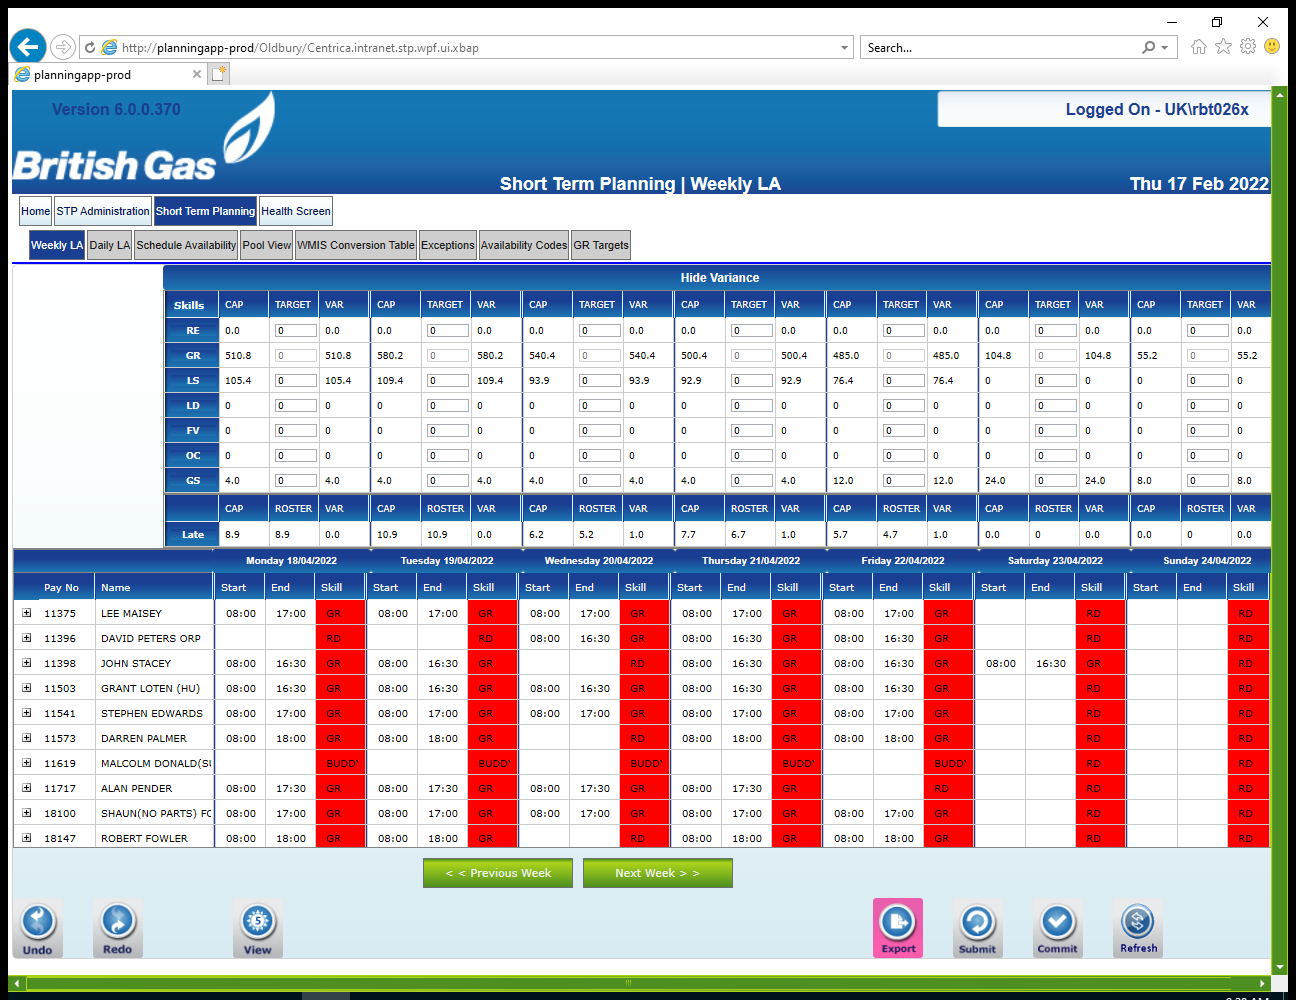 http://planningapp-prod/Oldbury/Centrica.intranet.stp.wpf.ui.xbap Search...
planningapp-prod
Version 6.0.0.370 Logged On - UK\rbt026x
British Gas
Short Term Planning | Weekly LA Thu 17 Feb 2022
Home STP Administration Short Term Planning Health Screen
Weekly LA Daily LA Schedule Availability Pool View WMIS Conversion Table Exceptions Availability Codes GR Targets
Hide Variance
Skills CAP TARGET VAR CAP TARGET VAR CAP TARGET VAR CAP TARGET VAR CAP TARGET VAR CAP TARGET VAR CAP TARGET VAR
RE 0.0 0 0.0 0.0 0 0.0 0.0 0 0.0 0.0 0 0.0 0.0 0 0.0 0.0 0 0.0 0.0 0 0.0
GR 510.8 0 510.8 580.2 0 580.2 540.4 0 540.4 500.4 0 500.4 485.0 0 485.0 104.8 0 104.8 55.2 0 55.2
LS 105.4 0 105.4 109.4 0 109.4 93.9 0 93.9 92.9 0 92.9 76.4 0 76.4 0 0 0 0 0 0
LD 0 0 0 0 0 0 0 0 0 0 0 0 0 0 0 0 0 0 0 0 0
FV 0 0 0 0 0 0 0 0 0 0 0 0 0 0 0 0 0 0 0 0 0
OC 0 0 0 0 0 0 0 0 0 0 0 0 0 0 0 0 0 0 0 0 0
GS 4.0 0 4.0 4.0 0 4.0 4.0 0 4.0 4.0 0 4.0 12.0 0 12.0 24.0 0 24.0 8.0 0 8.0
CAP ROSTER VAR CAP ROSTER VAR CAP ROSTER VAR CAP ROSTER VAR CAP ROSTER VAR CAP ROSTER VAR CAP ROSTER VAR
Late 8.9 8.9 0.0 10.9 10.9 0.0 6.2 5.2 1.0 7.7 6.7 1.0 5.7 4.7 1.0 0.0 0 0.0 0.0 0 0.0
Monday 18/04/2022 Tuesday 19/04/2022 Wednesday 20/04/2022 Thursday 21/04/2022 Friday 22/04/2022 Saturday 23/04/2022 Sunday 24/04/2022
Pay No Name Start End Skill Start End Skill Start End Skill Start End Skill Start End Skill Start End Skill Start End Skill
11375 LEE MAISEY 08:00 17:00 GR 08:00 17:00 GR 08:00 17:00 GR 08:00 17:00 GR 08:00 17:00 GR RD RD
11396 DAVID PETERS ORP RD RD 08:00 16:30 GR 08:00 16:30 GR 08:00 16:30 GR RD RD
11398 JOHN STACEY 08:00 16:30 GR 08:00 16:30 GR RD 08:00 16:30 GR 08:00 16:30 GR 08:00 16:30 GR RD
11503 GRANT LOTEN (HU) 08:00 16:30 GR 08:00 16:30 GR 08:00 16:30 GR 08:00 16:30 GR 08:00 16:30 GR RD RD
11541 STEPHEN EDWARDS 08:00 17:00 GR 08:00 17:00 GR 08:00 17:00 GR 08:00 17:00 GR 08:00 17:00 GR RD RD
11573 DARREN PALMER 08:00 18:00 GR 08:00 18:00 GR RD 08:00 18:00 GR 08:00 18:00 GR RD RD
11619 MALCOLM DONALD(SU BUDD' BUDD' BUDD' BUDD' BUDD' RD RD
11717 ALAN PENDER 08:00 17:30 GR 08:00 17:30 GR 08:00 17:30 GR 08:00 17:30 GR RD RD RD
18100 SHAUN(NO PARTS) FO 08:00 17:00 GR 08:00 17:00 GR 08:00 17:00 GR 08:00 17:00 GR 08:00 17:00 GR RD RD
18147 ROBERT FOWLER 08:00 18:00 GR 08:00 18:00 GR RD 08:00 18:00 GR 08:00 18:00 GR RD RD
< < Previous Week Next Week > >
Undo Redo 5 View Export Submit Commit Refresh